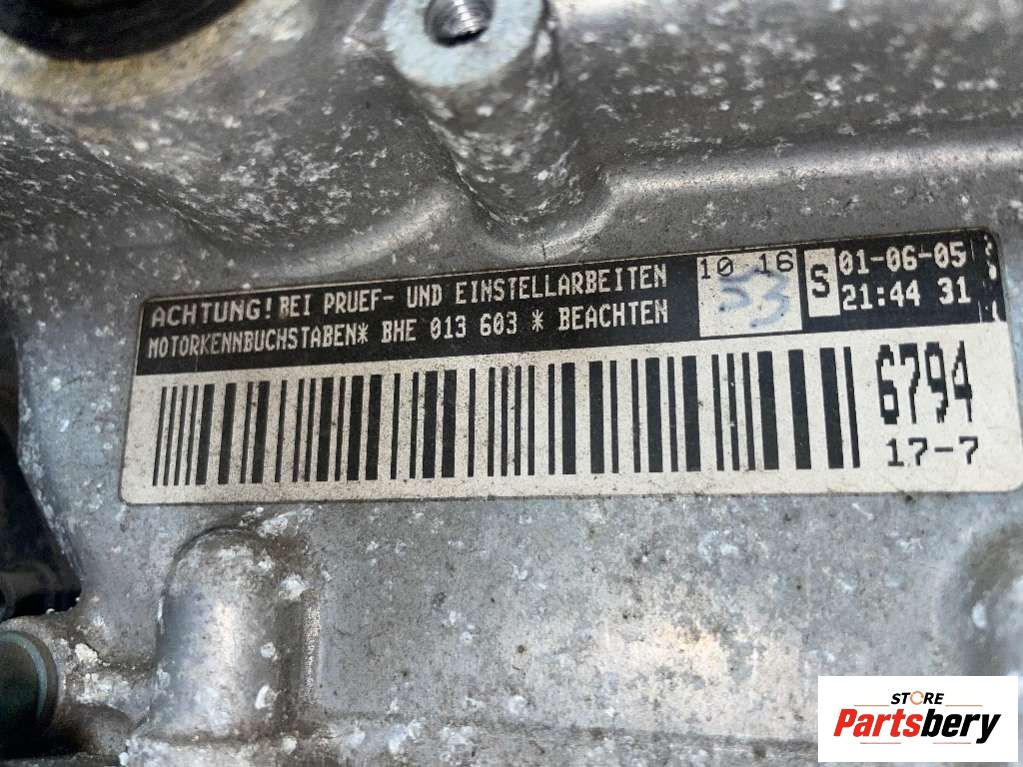 ACHTUNG! BEI PRUEF- UND EINSTELLARBEITEN
MOTORKENNBUCHSTABEN* BHE 013 603 * BEACHTEN
10 16
53
S
01-06-05
21:44 31
6794
17-7
STORE
Partsbery